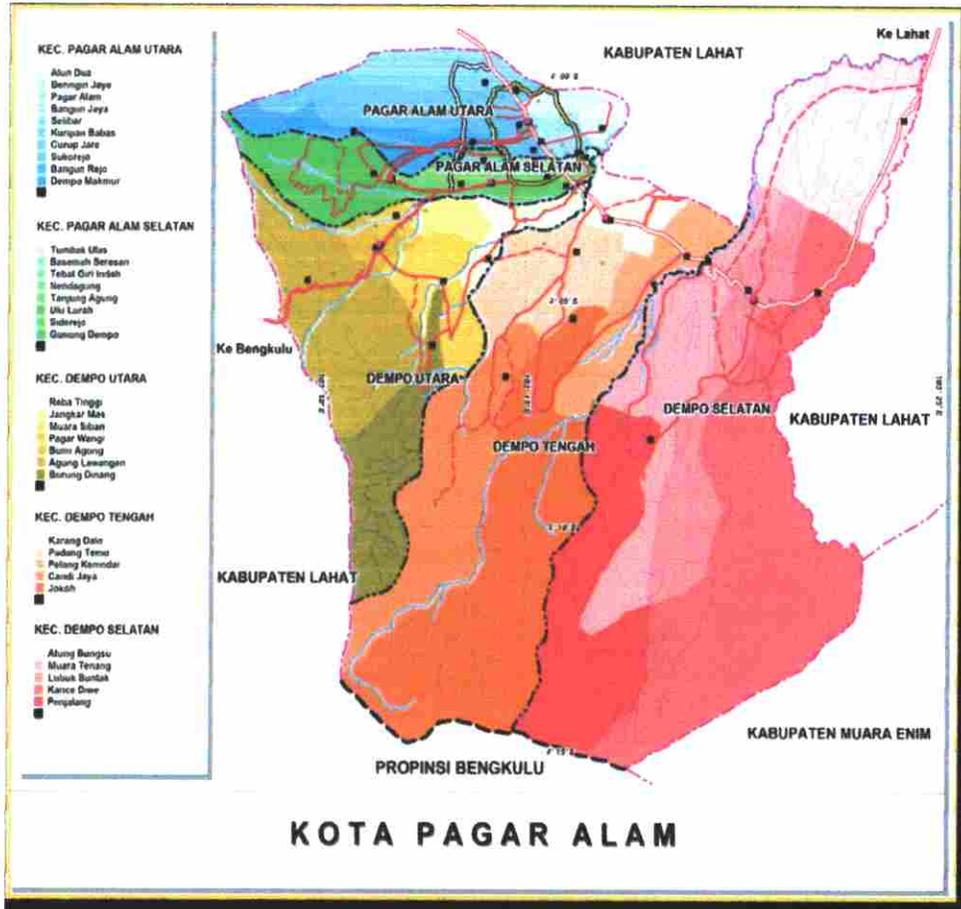 KEC. PAGAR ALAM UTARA
Alun Dua
Beringin Jaya
Pagar Alam
Bangun Jaya
Selibar
Kuripan Babas
Curup Jare
Sukorejo
Bangun Rejo
Dempo Makmur
KEC. PAGAR ALAM SELATAN
Tumbak Ulas
Basemah Serasan
Tebat Giri Indah
Nendagung
Tanjung Agung
Ulu Lurah
Sidorejo
Gunung Dempo
KEC. DEMPO UTARA
Reba Tinggi
Jangkar Mas
Muara Siban
Pagar Wangi
Bumi Agung
Agung Lawangan
Burung Dinang
KEC. DEMPO TENGAH
Karang Dalo
Padang Temu
Pelang Kenindai
Candi Jaya
Jokoh
KEC. DEMPO SELATAN
Atung Bungsu
Muara Tenang
Lubuk Buntak
Kance Diwe
Penjalang
KABUPATEN LAHAT
Ke Lahat
PAGAR ALAM UTARA
PAGAR ALAM SELATAN
Ke Bengkulu
DEMPO UTARA
DEMPO SELATAN
KABUPATEN LAHAT
DEMPO TENGAH
KABUPATEN LAHAT
KABUPATEN MUARA ENIM
PROPINSI BENGKULU
KOTA PAGAR ALAM